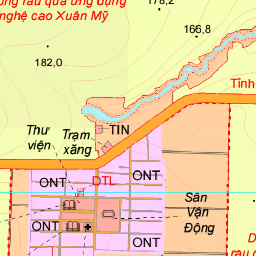 rau quả ứng dụng
nghệ cao Xuân Mỹ
178,2
166,8
182,0
Tỉnh
Thư
viện
Trạm
xăng
TIN
ONT
DTL
ONT
Sân
Vận
Động
ONT
ONT